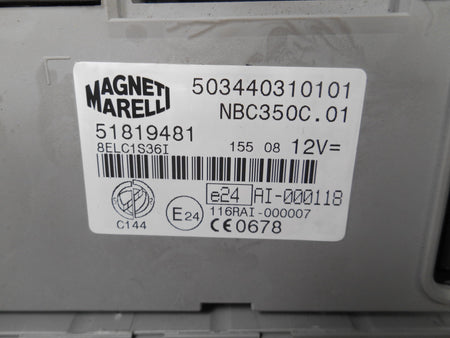 MAGNETI MARELLI
503440310101
NBC350C.01
51819481
8ELC1S36I
155 08 12V=
e24 AI-000118
116RAI-000007
E24
C144
CE0678